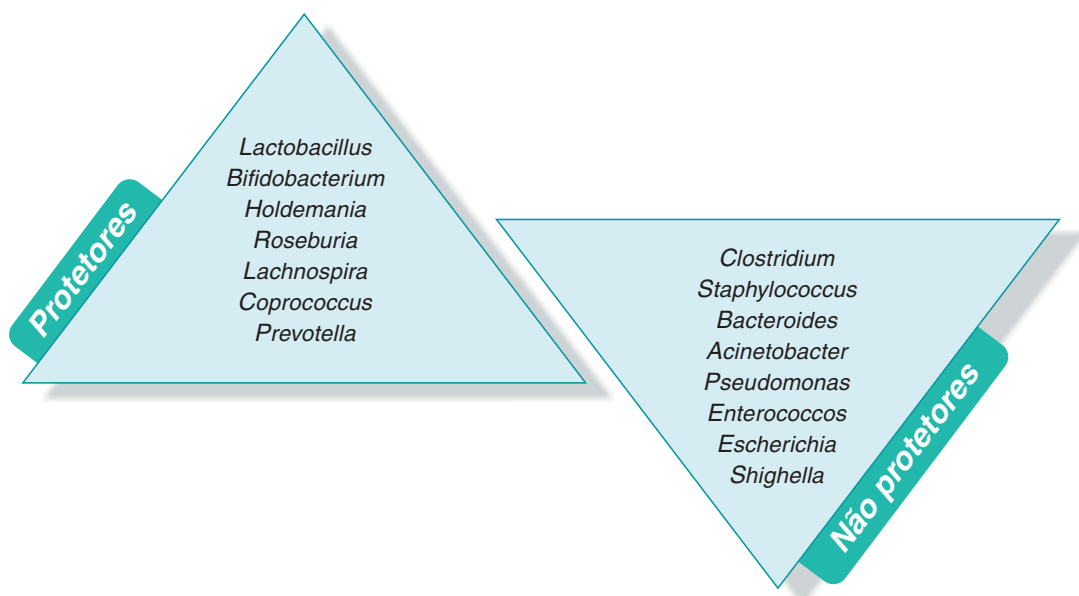 Protetores
Lactobacillus
Bifidobacterium
Holdemania
Roseburia
Lachnospira
Coprococcus
Prevotella
Não protetores
Clostridium
Staphylococcus
Bacteroides
Acinetobacter
Pseudomonas
Enterococcos
Escherichia
Shighella